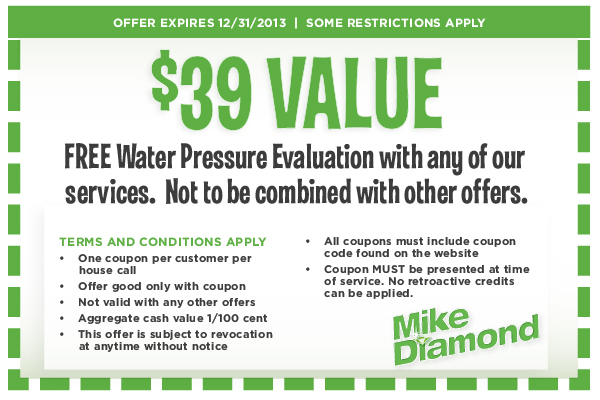 OFFER EXPIRES 12/31/2013 | SOME RESTRICTIONS APPLY
$39 VALUE
FREE Water Pressure Evaluation with any of our
services. Not to be combined with other offers.
TERMS AND CONDITIONS APPLY
• One coupon per customer per
house call
• Offer good only with coupon
• Not valid with any other offers
• Aggregate cash value 1/100 cent
• This offer is subject to revocation
at anytime without notice
• All coupons must include coupon
code found on the website
• Coupon MUST be presented at time
of service. No retroactive credits
can be applied.
Mike
Diamond